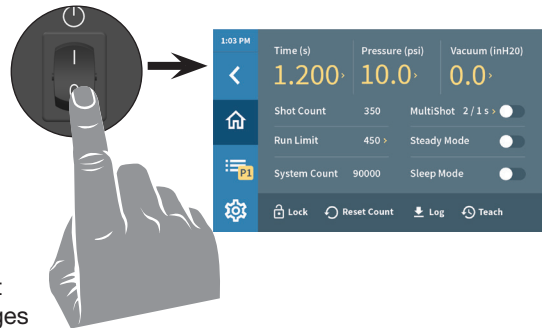 1:03 PM
Time (s) Pressure (psi) Vacuum (inH20)
1.200 10.0 0.0
Shot Count 350 MultiShot 2 / 1 s
Run Limit 450 Steady Mode
System Count 90000 Sleep Mode
P1
Lock Reset Count Log Teach